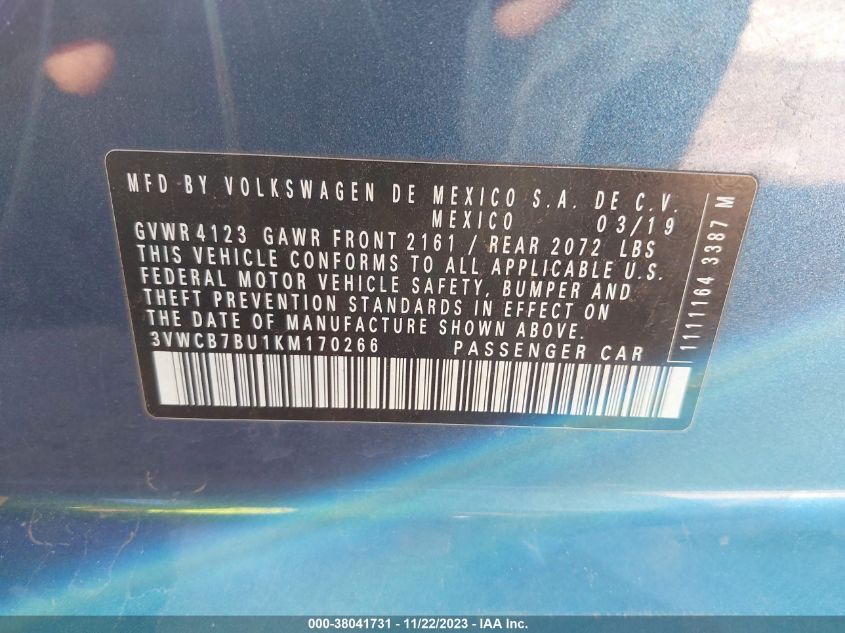 MFD BY VOLKSWAGEN DE MEXICO S.A. DE C.V.
MEXICO 03/19
GVWR 4123 GAWR FRONT 2161 / REAR 2072 LBS
THIS VEHICLE CONFORMS TO ALL APPLICABLE U.S.
FEDERAL MOTOR VEHICLE SAFETY, BUMPER AND
THEFT PREVENTION STANDARDS IN EFFECT ON
THE DATE OF MANUFACTURE SHOWN ABOVE.
3VWCB7BU1KM170266 PASSENGER CAR
1111164 3387 M
000-38041731 - 11/22/2023 - Copyright © 2023 IAA, Inc.